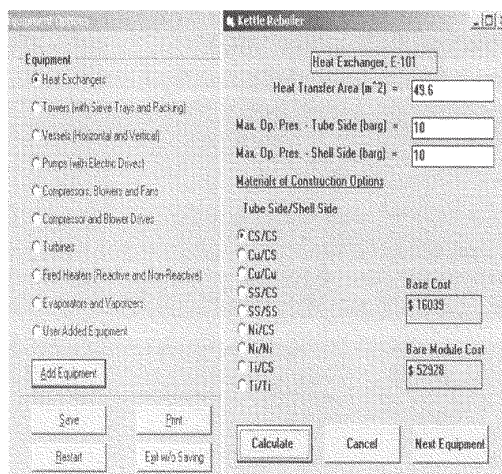 Equipment Options
Equipment
Heat Exchangers
Towers (with Sieve Trays and Packing)
Vessels (Horizontal and Vertical)
Pumps (with Electric Drives)
Compressors, Blowers and Fans
Compressor and Blower Drives
Turbines
Fired Heaters (Reactive and Non-Reactive)
Evaporators and Vaporizers
User Added Equipment
Add Equipment
Save
Print
Restart
Exit w/o Saving
Kettle Reboiler
Heat Exchanger, E-101
Heat Transfer Area (m^2) = 49.6
Max. Op. Pres. - Tube Side (barg) = 10
Max. Op. Pres. - Shell Side (barg) = 10
Materials of Construction Options
Tube Side/Shell Side
CS/CS
Cu/CS
Cu/Cu
SS/CS
SS/SS
Ni/CS
Ni/Ni
Ti/CS
Ti/Ti
Base Cost
$ 16039
Bare Module Cost
$ 52928
Calculate
Cancel
Next Equipment